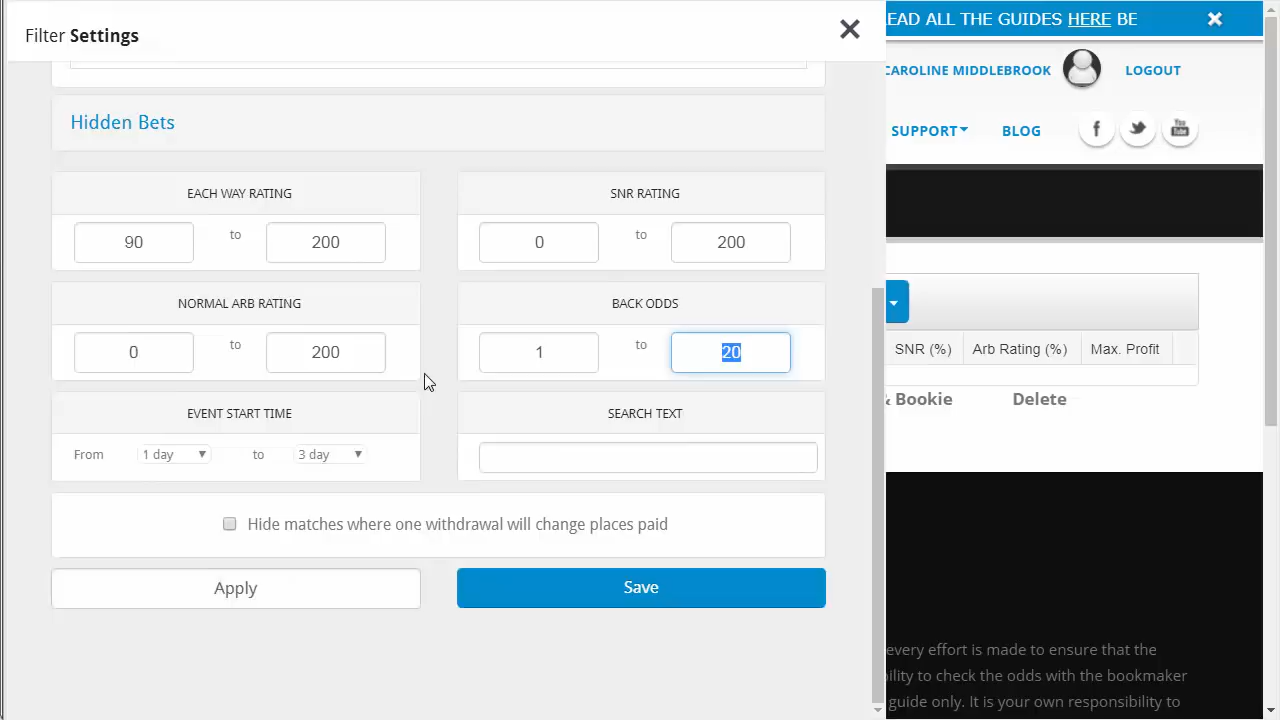 Filter Settings
EAD ALL THE GUIDES HERE BE
CAROLINE MIDDLEBROOK
LOGOUT
SUPPORT
BLOG
You
Tube
Hidden Bets
EACH WAY RATING
SNR RATING
90 to 200
0 to 200
NORMAL ARB RATING
BACK ODDS
0 to 200
1 to 20
SNR (%) Arb Rating (%) Max. Profit
& Bookie Delete
EVENT START TIME
SEARCH TEXT
From 1 day to 3 day
Hide matches where one withdrawal will change places paid
Apply
Save
every effort is made to ensure that the
ility to check the odds with the bookmaker
guide only. It is your own responsibility to